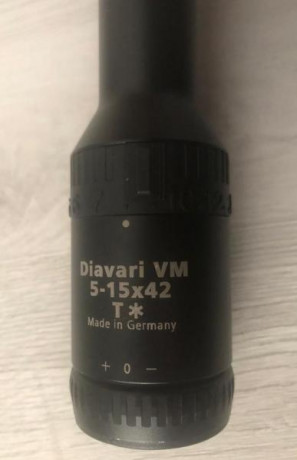 Diavari VM
5-15x42
T*
Made in Germany
+ 0 −